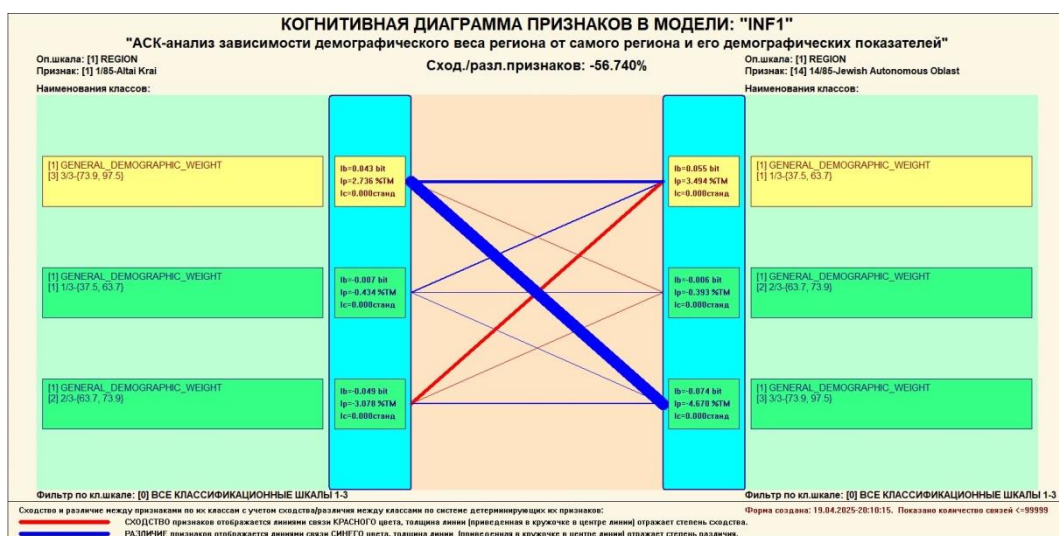 КОГНИТИВНАЯ ДИАГРАММА ПРИЗНАКОВ В МОДЕЛИ: "INF1"
"АСК-анализ зависимости демографического веса региона от самого региона и его демографических показателей"
Оп.шкала: [1] REGION
Признак: [1] 1/85-Altai Krai
Наименования классов:
Сход./разл.признаков: -56.740%
Оп.шкала: [1] REGION
Признак: [14] 14/85-Jewish Autonomous Oblast
Наименования классов:
[1] GENERAL_DEMOGRAPHIC_WEIGHT
[3] 3/3-{73.9, 97.5}
Ib=0.043 bit
Ip=2.736 %ТМ
Ic=0.000станд
Ib=0.055 bit
Ip=3.494 %ТМ
Ic=0.000станд
[1] GENERAL_DEMOGRAPHIC_WEIGHT
[1] 1/3-{37.5, 63.7}
[1] GENERAL_DEMOGRAPHIC_WEIGHT
[1] 1/3-{37.5, 63.7}
Ib=-0.007 bit
Ip=-0.434 %ТМ
Ic=0.000станд
Ib=-0.006 bit
Ip=-0.393 %ТМ
Ic=0.000станд
[1] GENERAL_DEMOGRAPHIC_WEIGHT
[2] 2/3-{63.7, 73.9}
[1] GENERAL_DEMOGRAPHIC_WEIGHT
[2] 2/3-{63.7, 73.9}
Ib=-0.049 bit
Ip=-3.078 %ТМ
Ic=0.000станд
Ib=-0.074 bit
Ip=-4.670 %ТМ
Ic=0.000станд
[1] GENERAL_DEMOGRAPHIC_WEIGHT
[3] 3/3-{73.9, 97.5}
Фильтр по кл.шкале: [0] ВСЕ КЛАССИФИКАЦИОННЫЕ ШКАЛЫ 1-3
Фильтр по кл.шкале: [0] ВСЕ КЛАССИФИКАЦИОННЫЕ ШКАЛЫ 1-3
Сходство и различие между признаками по их классам с учетом сходства/различия между классами по системе детерминирующих их признаков:
Форма создана: 19.04.2025-20:10:15. Показано количество связей <=99999
СХОДСТВО признаков отображается линиями связи КРАСНОГО цвета, толщина линии (приведенная в кружочке в центре линии) отражает степень сходства.
РАЗЛИЧИЕ признаков отображается линиями связи СИНЕГО цвета, толщина линии (приведенная в кружочке в центре линии) отражает степень различия.